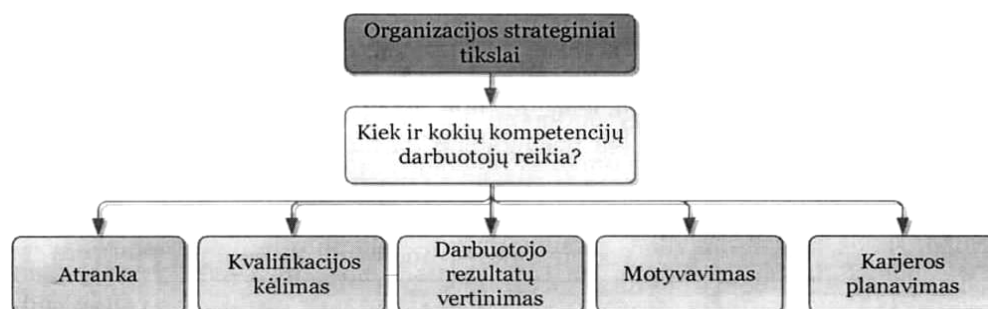 Organizacijos strateginiai
tikslai
Kiek ir kokių kompetencijų
darbuotojų reikia?
Atranka
Kvalifikacijos
kėlimas
Darbuotojo
rezultatų
vertinimas
Motyvavimas
Karjeros
planavimas